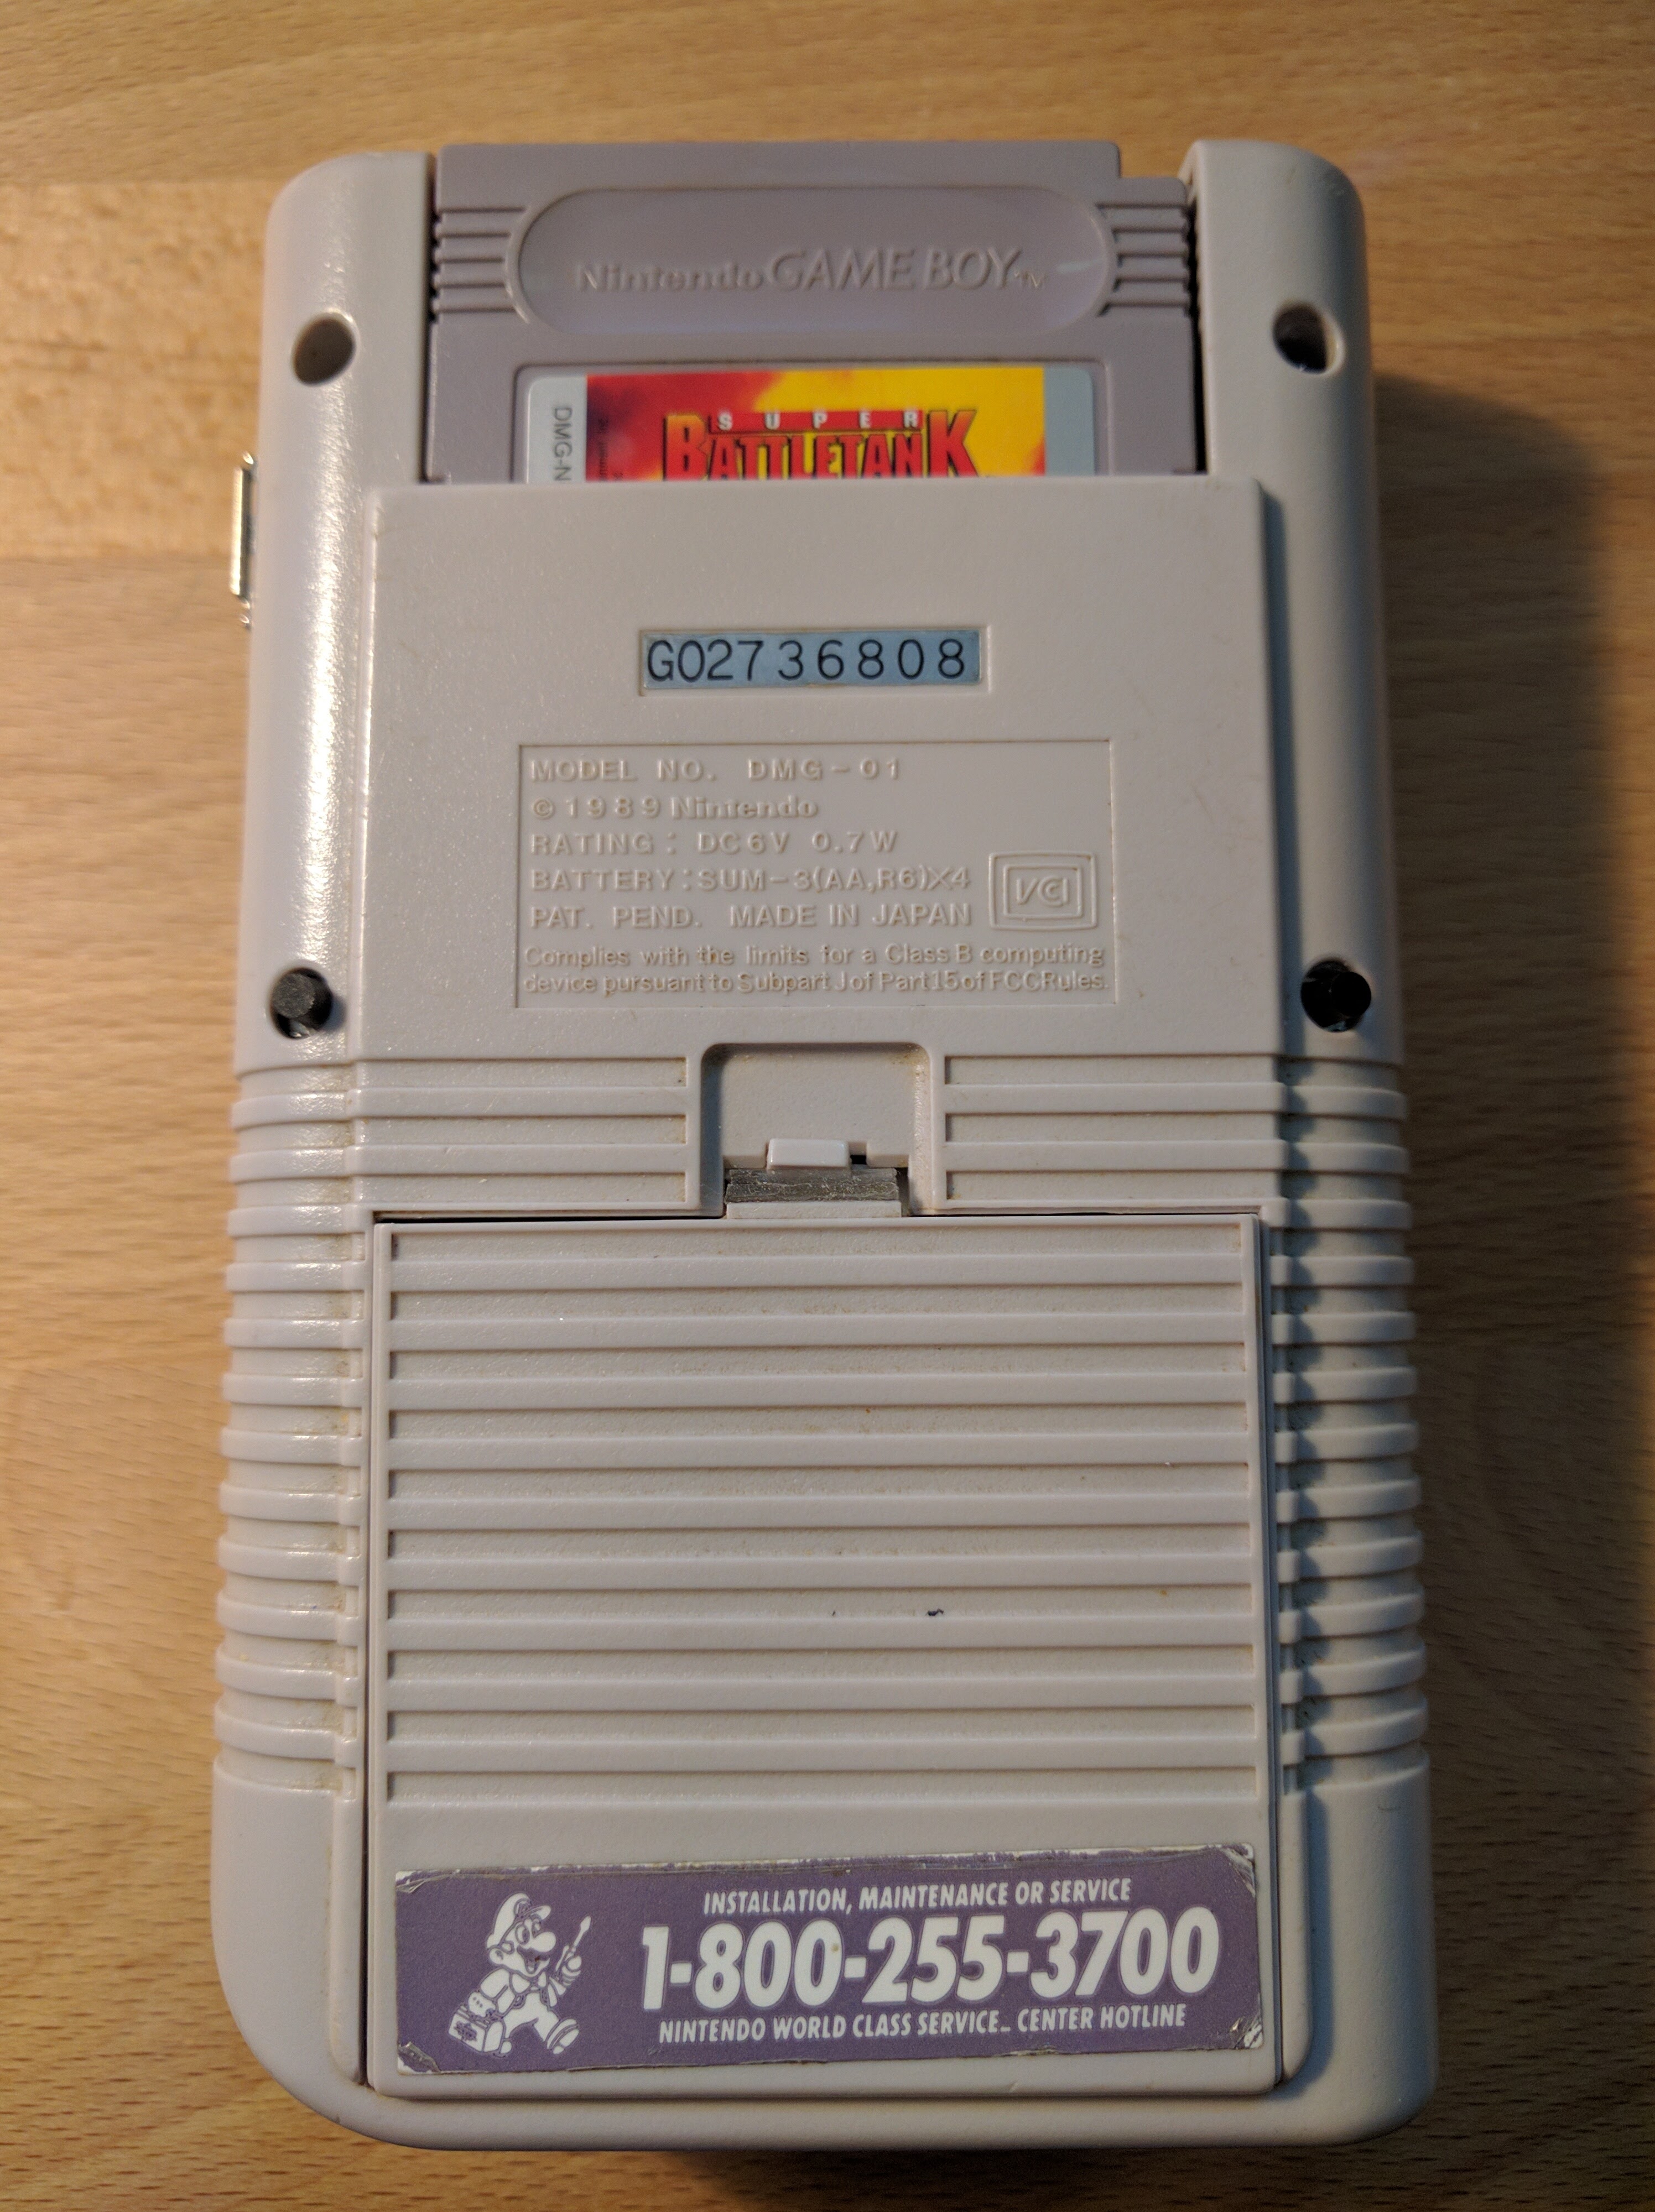 Nintendo GAME BOY™
DMG-N
SUPER
BATTLETANK
G02736808
MODEL NO. DMG-01
© 1989 Nintendo
RATING: DC6V 0.7W
BATTERY:SUM-3(AA,R6)X4
PAT. PEND. MADE IN JAPAN
VCI
Complies with the limits for a Class B computing
device pursuant to Subpart J of Part 15 of FCC Rules.
INSTALLATION, MAINTENANCE OR SERVICE
1-800-255-3700
NINTENDO WORLD CLASS SERVICE™ CENTER HOTLINE